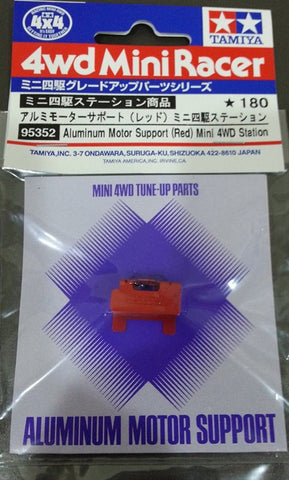 4x4
TAMIYA
4wd Mini Racer
ミニ四駆グレードアップパーツシリーズ
ミニ四駆ステーション商品
★180
アルミモーターサポート（レッド）ミニ四駆ステーション
95352 Aluminum Motor Support (Red) Mini 4WD Station
TAMIYA,INC. 3-7 ONDAWARA,SURUGA-KU, SHIZUOKA 422-8610 JAPAN
TAMIYA AMERICA, INC. IRVINE, CA.
MINI 4WD TUNE-UP PARTS
ALUMINUM MOTOR SUPPORT